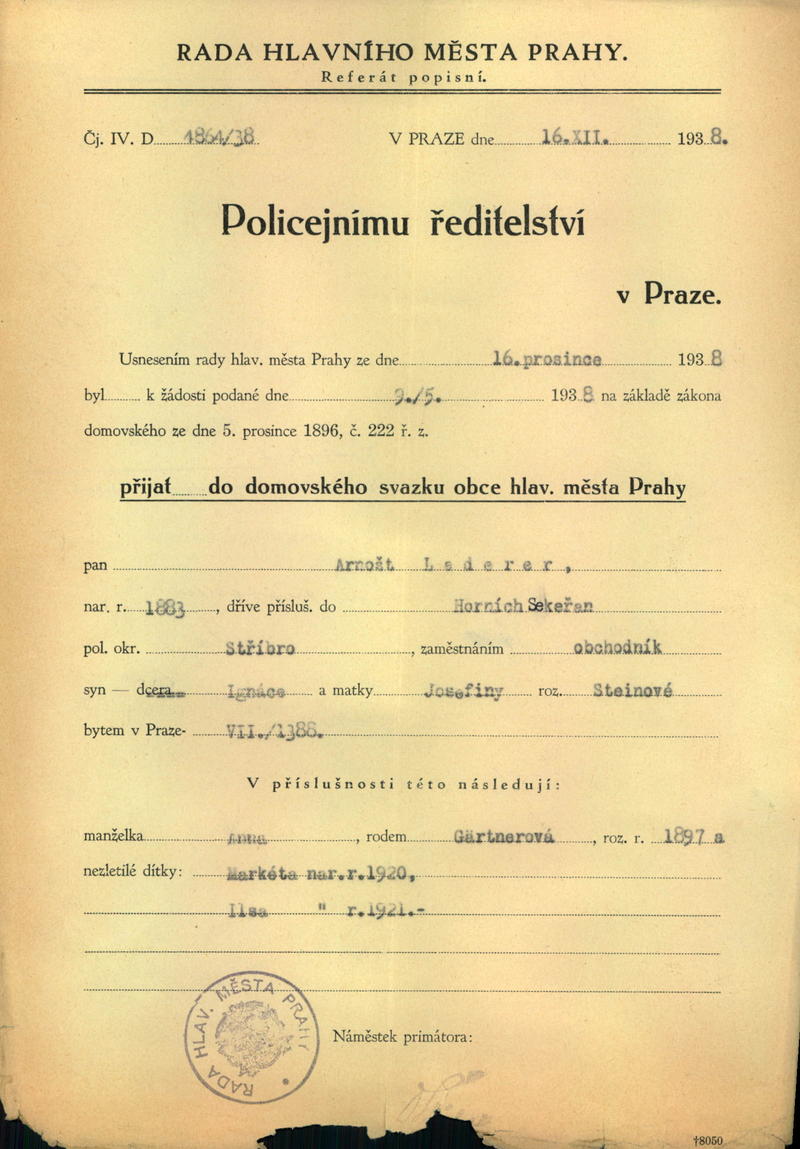 RADA HLAVNÍHO MĚSTA PRAHY.
Referát popisní.
Čj. IV. D 4864/38 V PRAZE dne 16.XII. 1938.
Policejnímu ředitelství
v Praze.
Usnesením rady hlav. města Prahy ze dne 16.prosince 1938
byl k žádosti podané dne 9./5. 1938 na základě zákona
domovského ze dne 5. prosince 1896, č. 222 ř. z.
přijat do domovského svazku obce hlav. města Prahy
pan Arnošt Lederer,
nar. r. 1883, dříve přísluš. do Horních Sekeřan
pol. okr. Stříbro, zaměstnáním obchodník
syn — dcera Ignáce a matky Josefiny roz. Steinové
bytem v Praze- VII./1388.
V příslušnosti této následují:
manželka Anna, rodem Gärtnerová, roz. r. 1897 a
nezletilé dítky: Markéta nar.r.1920,
Ilsa " r.1921.-
RADA HLAV. MĚSTA PRAHY
Náměstek primátora:
†8050